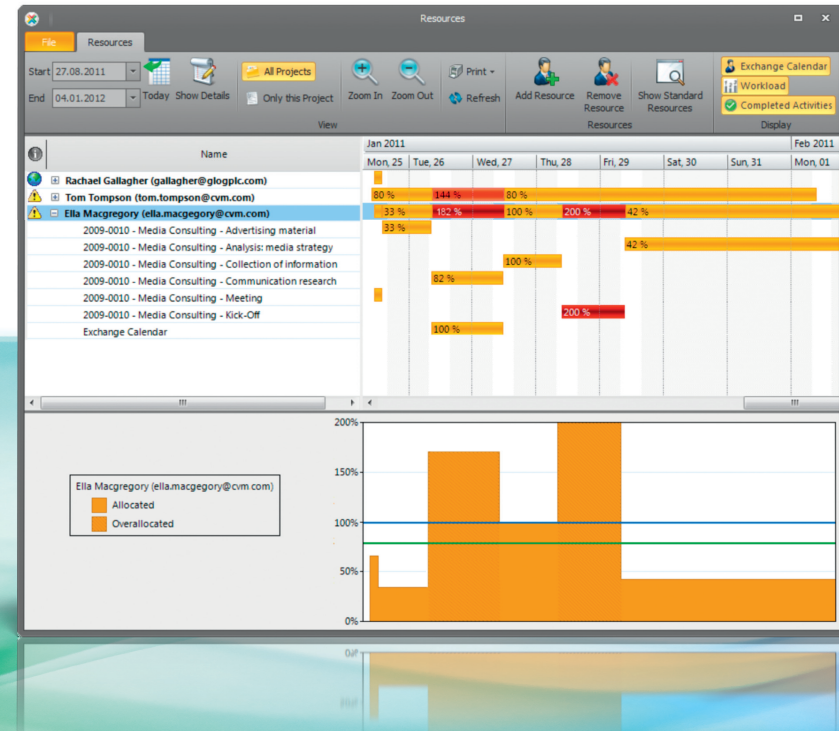 Resources
File Resources
Start 27.08.2011
End 04.01.2012
Today Show Details
All Projects
Only this Project
Zoom In Zoom Out
Print
Refresh
View
Add Resource
Remove Resource
Show Standard Resources
Resources
Exchange Calendar
Workload
Completed Activities
Display
Name
Jan 2011 Feb 2011
Mon, 25 Tue, 26 Wed, 27 Thu, 28 Fri, 29 Sat, 30 Sun, 31 Mon, 01
Rachael Gallagher (gallagher@glogplc.com)
Tom Tompson (tom.tompson@cvm.com) 80 % 144 % 80 %
Ella Macgregory (ella.macgegory@cvm.com) 33 % 182 % 100 % 200 % 42 %
2009-0010 - Media Consulting - Advertising material 33 %
2009-0010 - Media Consulting - Analysis: media strategy 42 %
2009-0010 - Media Consulting - Collection of information 100 %
2009-0010 - Media Consulting - Communication research 82 %
2009-0010 - Media Consulting - Meeting
2009-0010 - Media Consulting - Kick-Off 200 %
Exchange Calendar 100 %
Ella Macgregory (ella.macgegory@cvm.com)
Allocated
Overallocated
200%
150%
100%
50%
0%